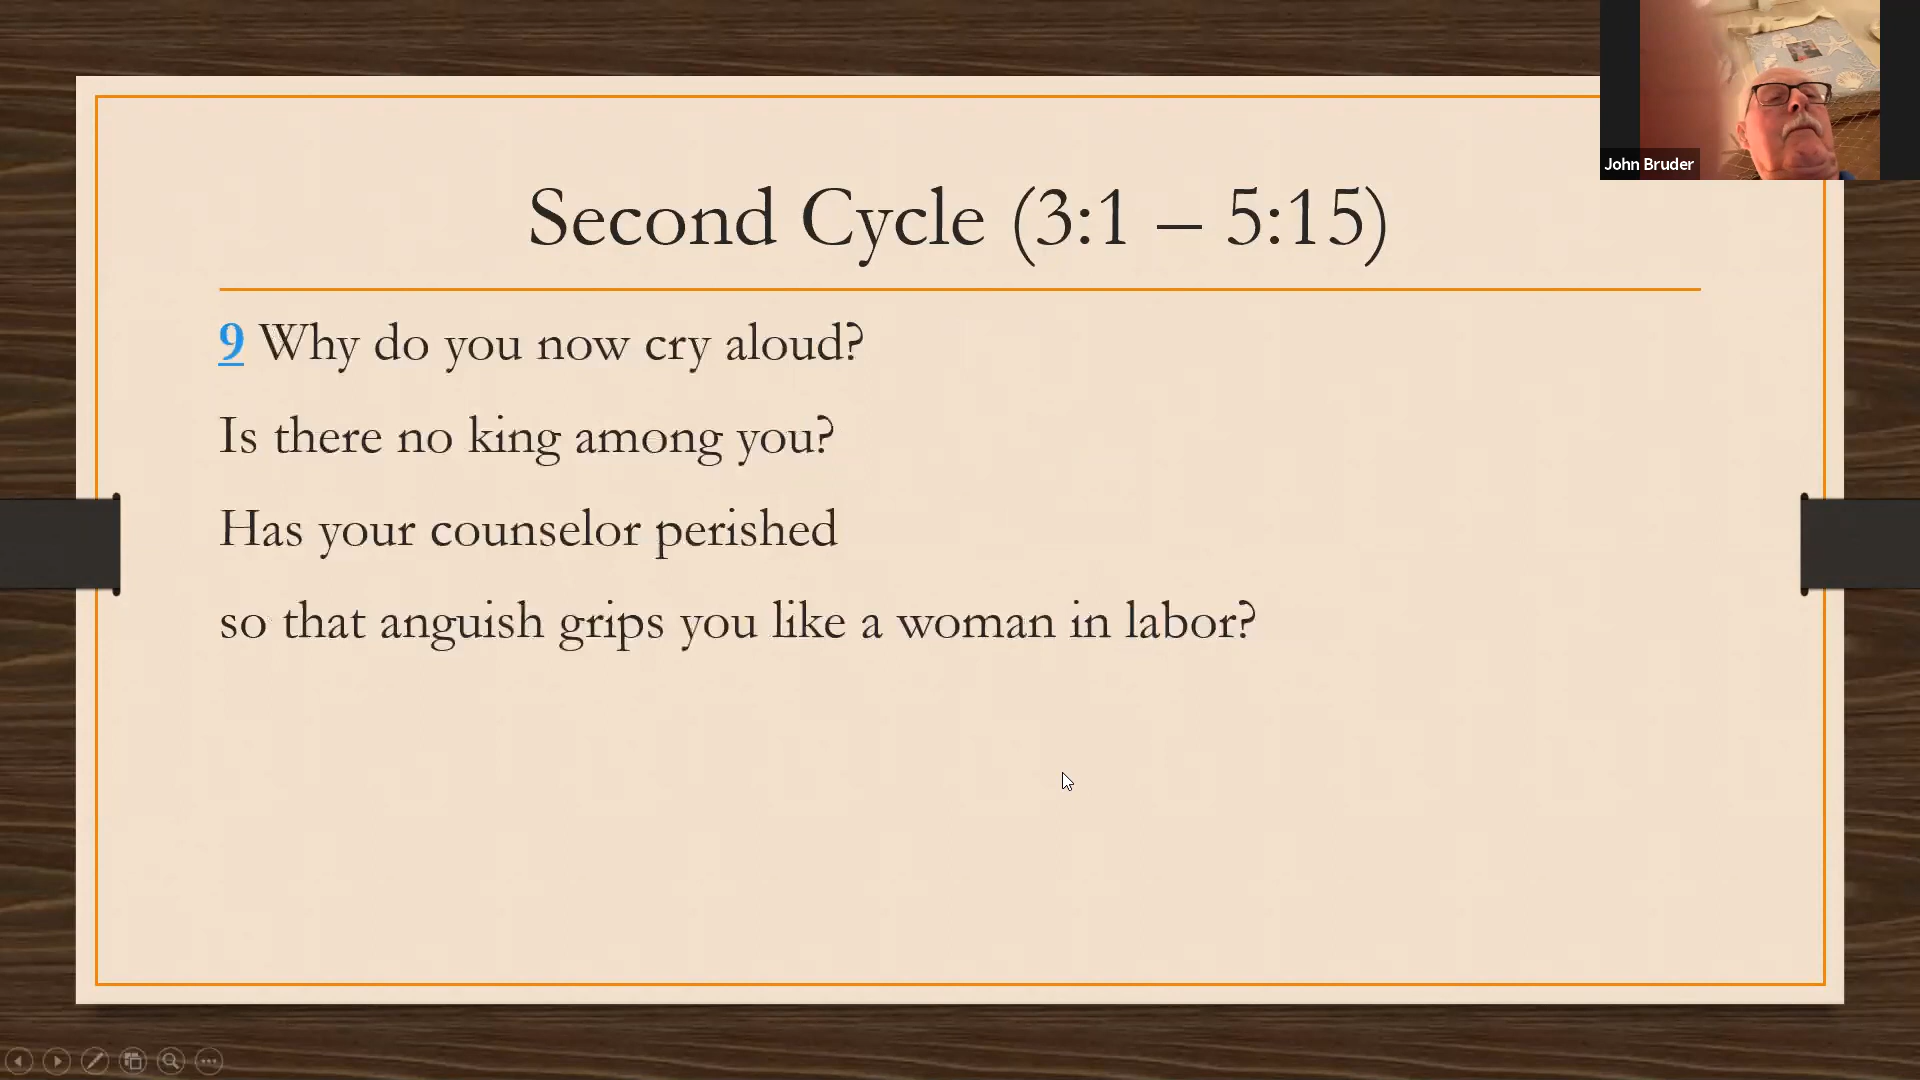 John Bruder
Second Cycle (3:1 – 5:15)
9 Why do you now cry aloud?
Is there no king among you?
Has your counselor perished
so that anguish grips you like a woman in labor?